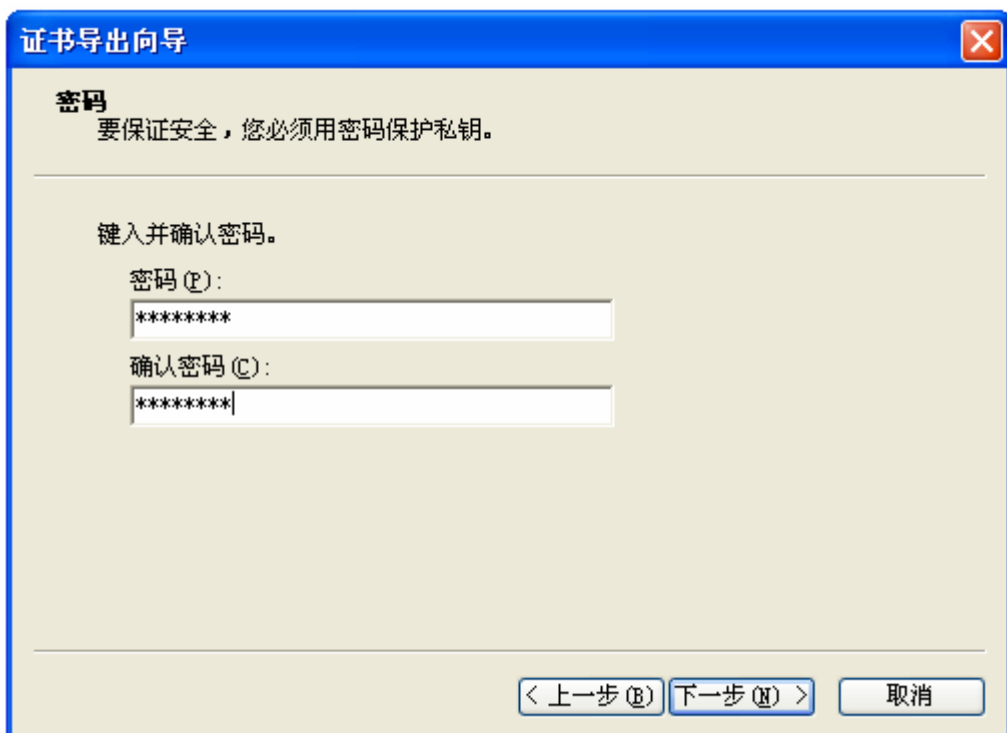 证书导出向导
密码
要保证安全，您必须用密码保护私钥。
键入并确认密码。
密码(P):
********
确认密码(C):
********
< 上一步(B) 下一步(N) > 取消